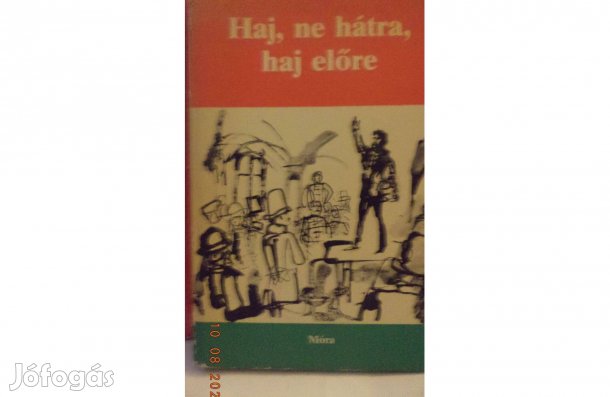 Haj, ne hátra,
haj előre
Móra
10 08 202
Jófogás